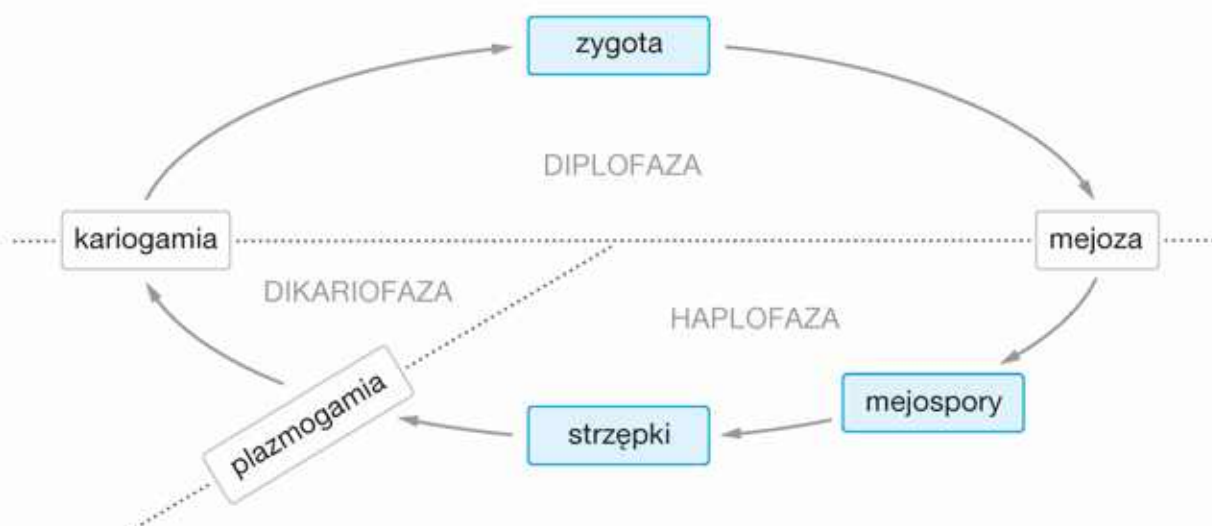 zygota
DIPLOFAZA
kariogamia
mejoza
DIKARIOFAZA
HAPLOFAZA
plazmogamia
strzępki
mejospory